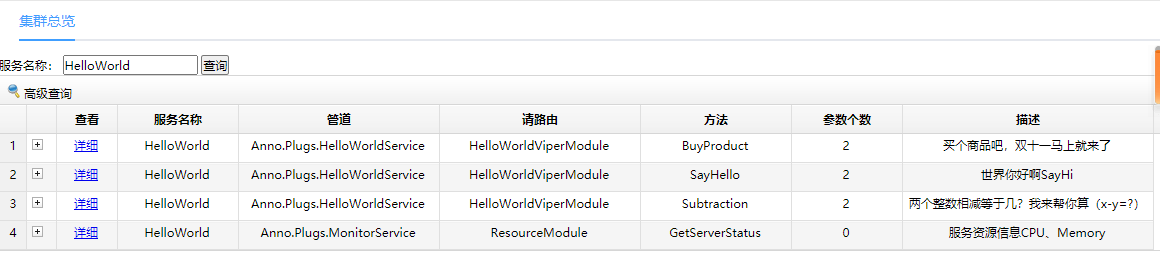 集群总览
服务名称： HelloWorld 查询
高级查询
查看 服务名称 管道 请路由 方法 参数个数 描述
1 详细 HelloWorld Anno.Plugs.HelloWorldService HelloWorldViperModule BuyProduct 2 买个商品吧，双十一马上就来了
2 详细 HelloWorld Anno.Plugs.HelloWorldService HelloWorldViperModule SayHello 2 世界你好啊SayHi
3 详细 HelloWorld Anno.Plugs.HelloWorldService HelloWorldViperModule Subtraction 2 两个整数相减等于几？我来帮你算（x-y=?）
4 详细 HelloWorld Anno.Plugs.MonitorService ResourceModule GetServerStatus 0 服务资源信息CPU、Memory